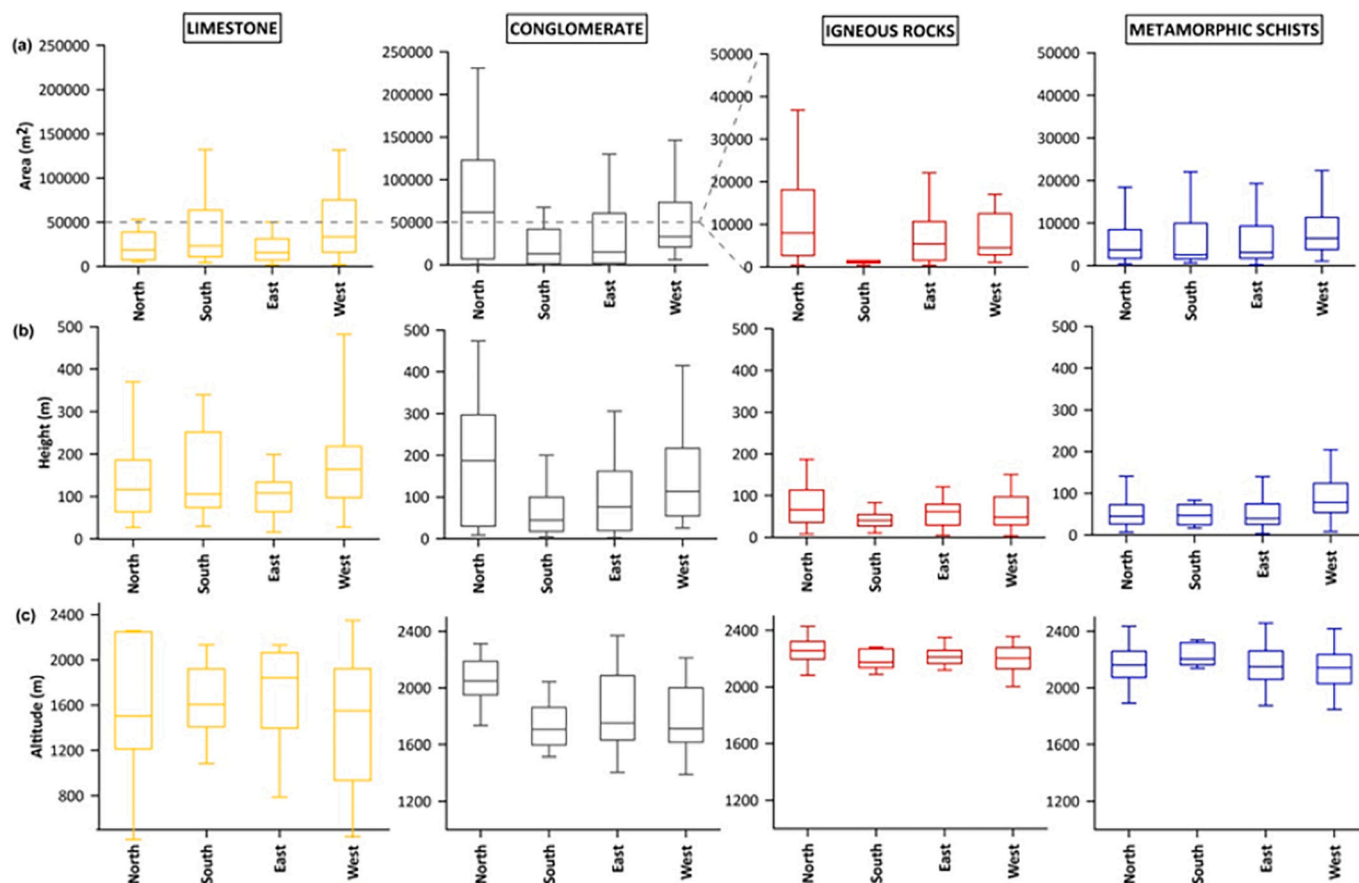 LIMESTONE
CONGLOMERATE
IGNEOUS ROCKS
METAMORPHIC SCHISTS
(a)
Area (m²)
250000
200000
150000
100000
50000
0
North
South
East
West
250000
200000
150000
100000
50000
0
North
South
East
West
50000
40000
30000
20000
10000
0
North
South
East
West
50000
40000
30000
20000
10000
0
North
South
East
West
(b)
Height (m)
500
400
300
200
100
0
North
South
East
West
500
400
300
200
100
0
North
South
East
West
500
400
300
200
100
0
North
South
East
West
500
400
300
200
100
0
North
South
East
West
(c)
Altitude (m)
2400
2000
1600
1200
800
North
South
East
West
2400
2000
1600
1200
North
South
East
West
2400
2000
1600
1200
North
South
East
West
2400
2000
1600
1200
North
South
East
West